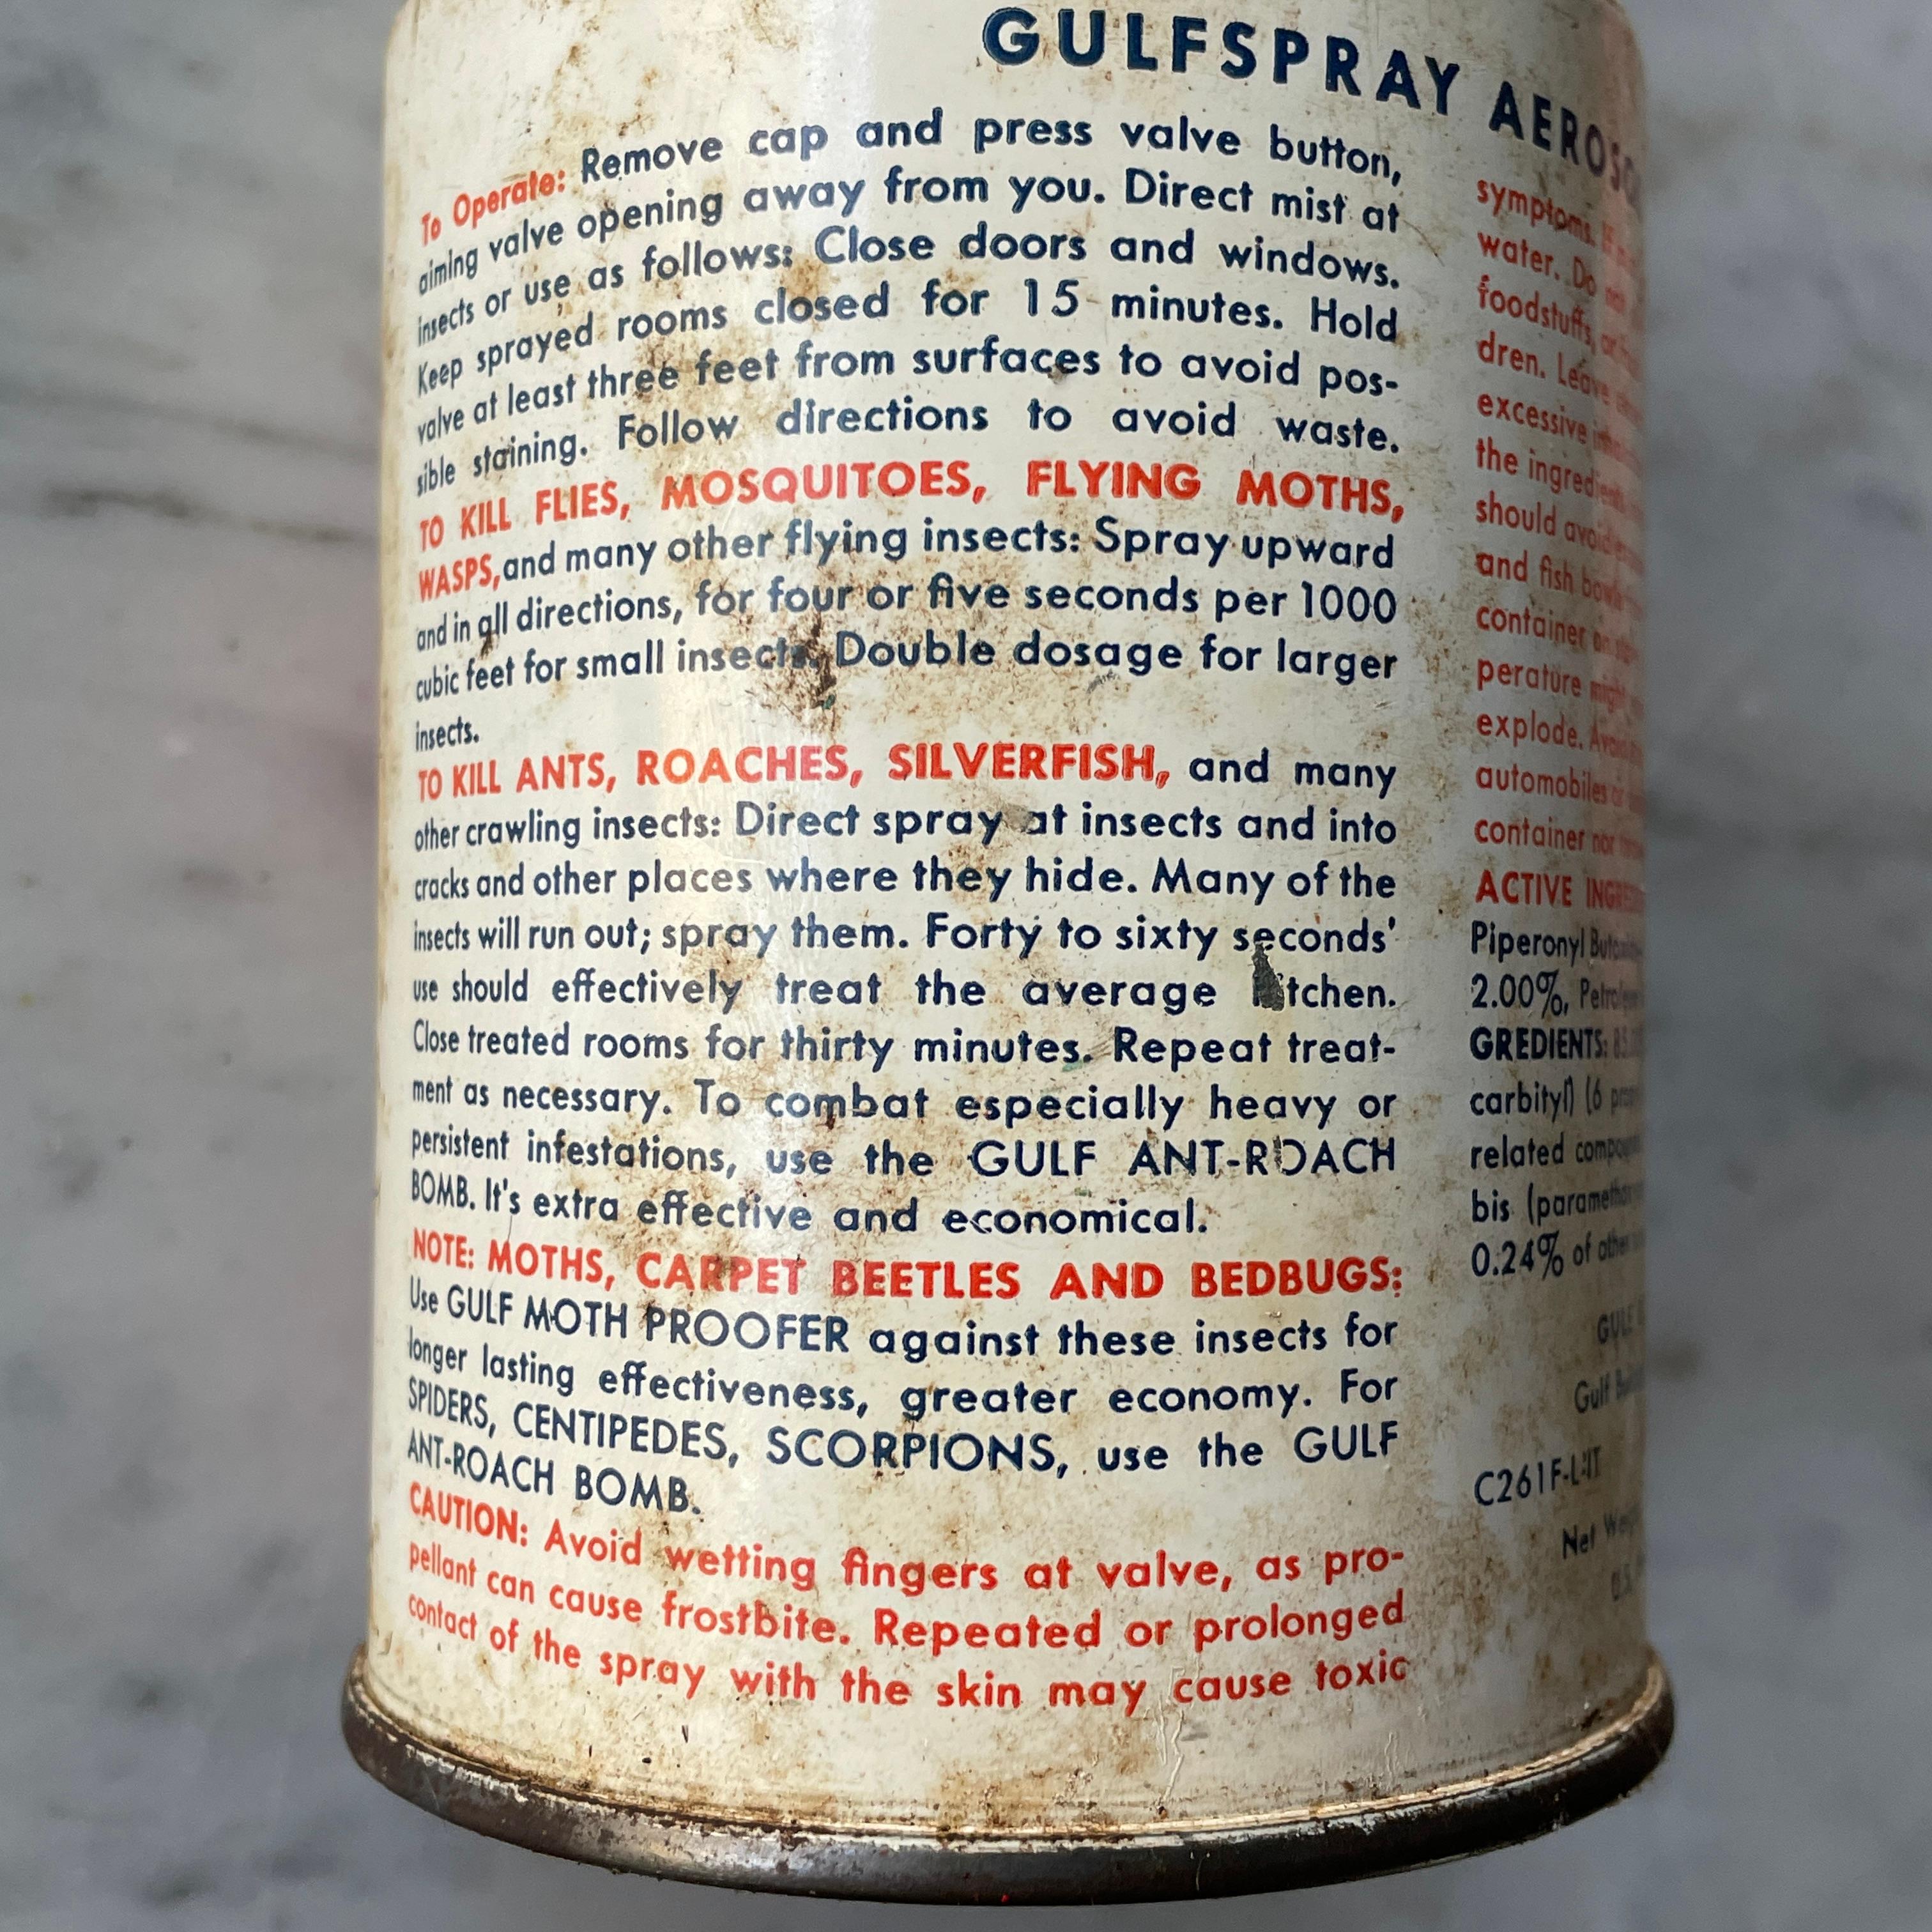 GULFSPRAY
To Operate: Remove cap and press valve button,
aiming valve opening away from you. Direct mist at
insects or use as follows: Close doors and windows.
Keep sprayed rooms closed for 15 minutes. Hold
valve at least three feet from surfaces to avoid pos-
sible staining. Follow directions to avoid waste.
TO KILL FLIES, MOSQUITOES, FLYING MOTHS,
WASPS, and many other flying insects: Spray upward
and in all directions, for four or five seconds per 1000
cubic feet for small insects. Double dosage for larger
insects.
TO KILL ANTS, ROACHES, SILVERFISH, and many
other crawling insects: Direct spray at insects and into
cracks and other places where they hide. Many of the
insects will run out; spray them. Forty to sixty seconds'
use should effectively treat the average kitchen.
Close treated rooms for thirty minutes. Repeat treat-
ment as necessary. To combat especially heavy or
persistent infestations, use the GULF ANT-ROACH
BOMB. It's extra effective and economical.
NOTE: MOTHS, CARPET BEETLES AND BEDBUGS:
Use GULF MOTH PROOFER against these insects for
longer lasting effectiveness, greater economy. For
SPIDERS, CENTIPEDES, SCORPIONS, use the GULF
ANT-ROACH BOMB.
CAUTION: Avoid wetting fingers at valve, as pro-
pellant can cause frostbite. Repeated or prolonged
contact of the spray with the skin may cause toxic
symptoms.
water. Do
foodstuffs,
dren. Leave
excessive
the
should avoid
and fish
container
perature
explode.
automobiles
container nor
ACTIVE
Piperonyl
2.00%,
GREDIENTS:
carbityl) (6
related
bis
0.24% of
Gulf
Net